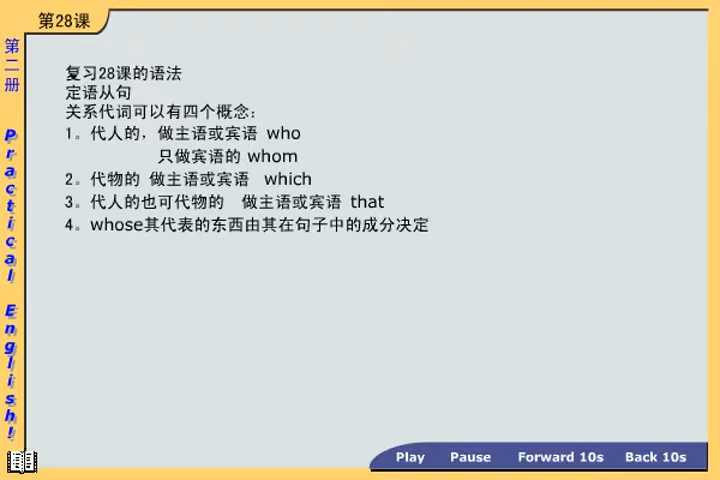 第28课
第二册
Practical English!
复习28课的语法
定语从句
关系代词可以有四个概念：
1。代人的，做主语或宾语 who
只做宾语的 whom
2。代物的 做主语或宾语 which
3。代人的也可代物的 做主语或宾语 that
4。whose其代表的东西由其在句子中的成分决定
Play Pause Forward 10s Back 10s